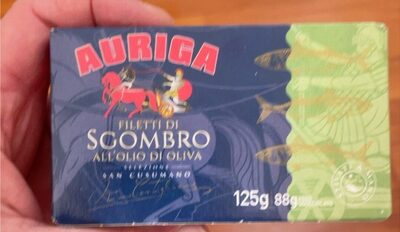 AURIGA
FILETTI DI
SGOMBRO
ALL'OLIO DI OLIVA
SELEZIONE
SAN CUSUMANO
125g 88g